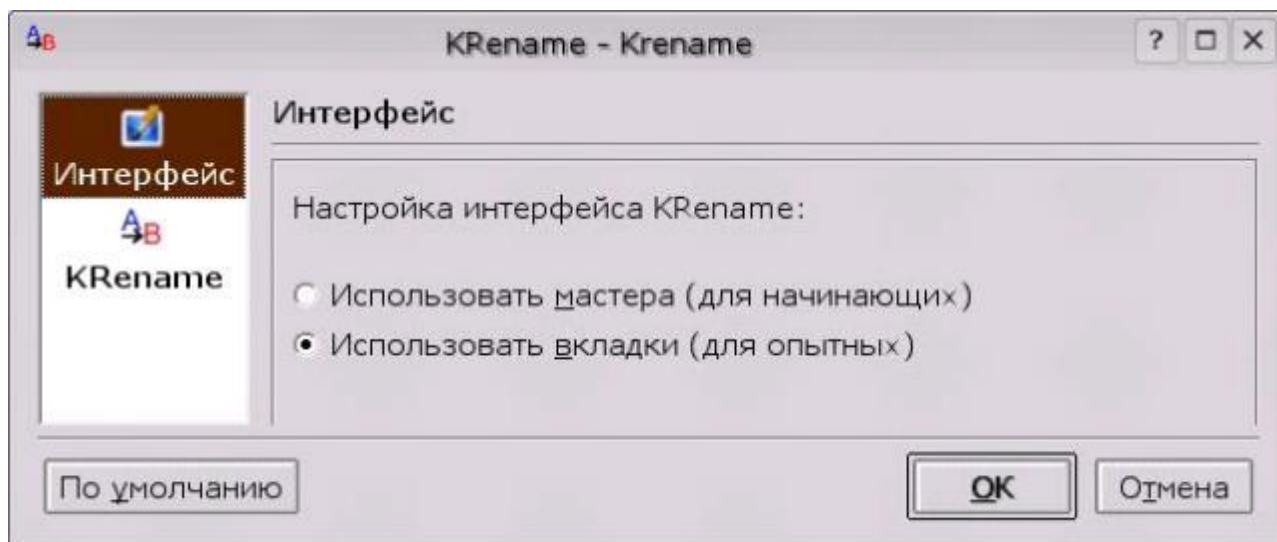 KRename - Krename
Интерфейс
KRename
Интерфейс
Настройка интерфейса KRename:
Использовать мастера (для начинающих)
Использовать вкладки (для опытных)
По умолчанию
OK
Отмена